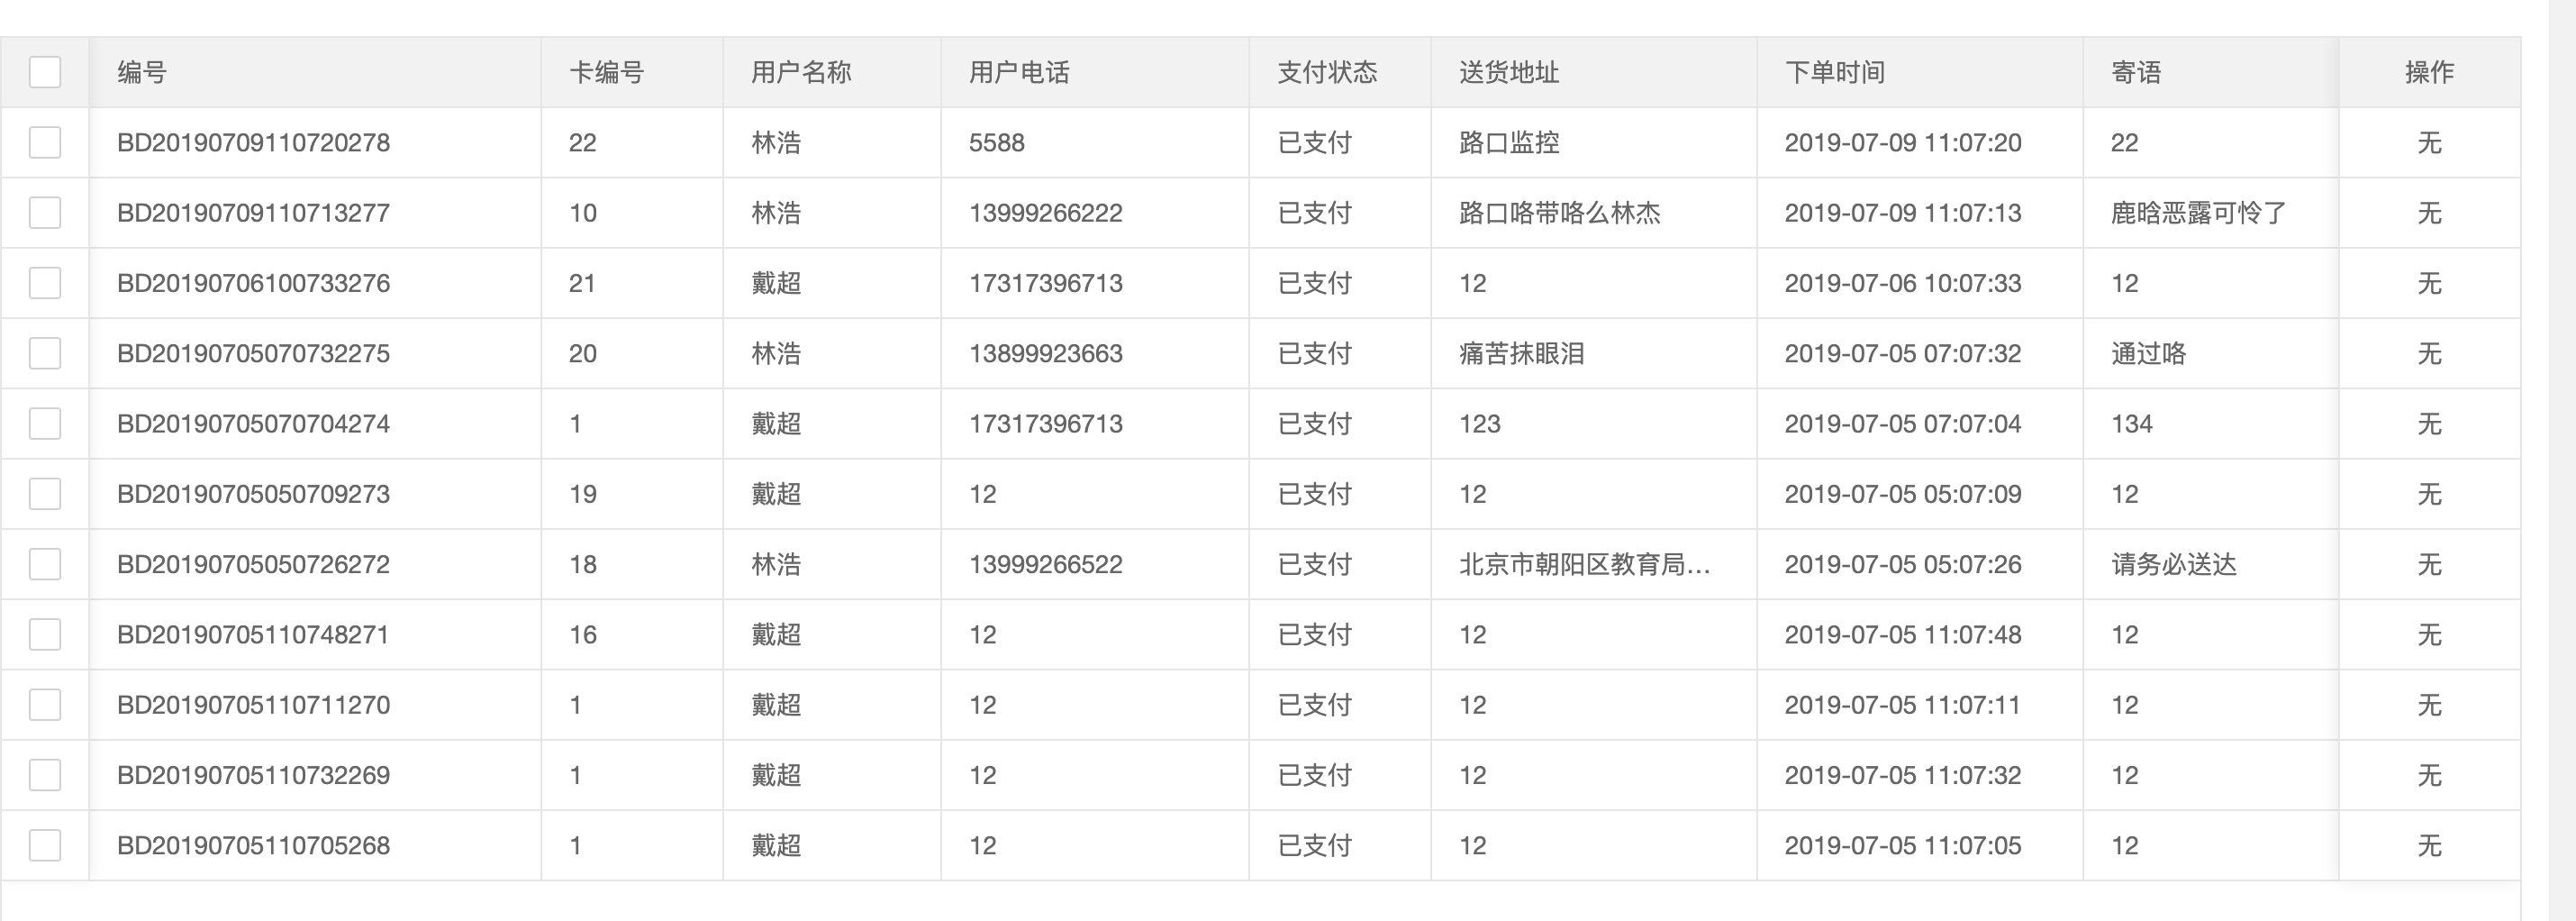 编号 卡编号 用户名称 用户电话 支付状态 送货地址 下单时间 寄语 操作
BD20190709110720278 22 林浩 5588 已支付 路口监控 2019-07-09 11:07:20 22 无
BD20190709110713277 10 林浩 13999266222 已支付 路口咯带咯么林杰 2019-07-09 11:07:13 鹿晗恶露可怜了 无
BD20190706100733276 21 戴超 17317396713 已支付 12 2019-07-06 10:07:33 12 无
BD20190705070732275 20 林浩 13899923663 已支付 痛苦抹眼泪 2019-07-05 07:07:32 通过咯 无
BD20190705070704274 1 戴超 17317396713 已支付 123 2019-07-05 07:07:04 134 无
BD20190705050709273 19 戴超 12 已支付 12 2019-07-05 05:07:09 12 无
BD20190705050726272 18 林浩 13999266522 已支付 北京市朝阳区教育局... 2019-07-05 05:07:26 请务必送达 无
BD20190705110748271 16 戴超 12 已支付 12 2019-07-05 11:07:48 12 无
BD20190705110711270 1 戴超 12 已支付 12 2019-07-05 11:07:11 12 无
BD20190705110732269 1 戴超 12 已支付 12 2019-07-05 11:07:32 12 无
BD20190705110705268 1 戴超 12 已支付 12 2019-07-05 11:07:05 12 无